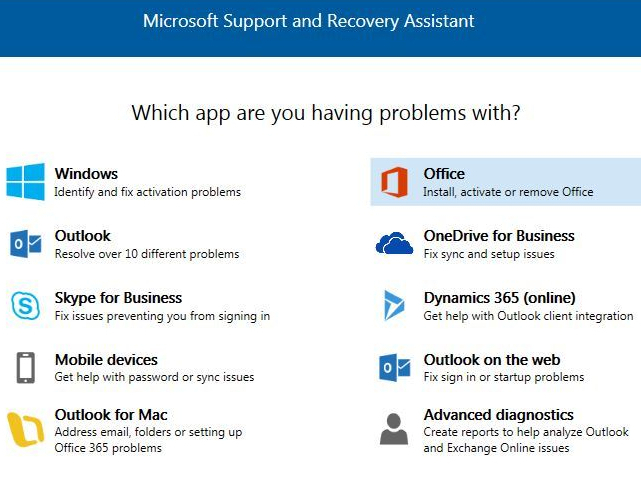 Microsoft Support and Recovery Assistant
Which app are you having problems with?
Windows
Identify and fix activation problems
Office
Install, activate or remove Office
Outlook
Resolve over 10 different problems
OneDrive for Business
Fix sync and setup issues
Skype for Business
Fix issues preventing you from signing in
Dynamics 365 (online)
Get help with Outlook client integration
Mobile devices
Get help with password or sync issues
Outlook on the web
Fix sign in or startup problems
Outlook for Mac
Address email, folders or setting up
Office 365 problems
Advanced diagnostics
Create reports to help analyze Outlook
and Exchange Online issues